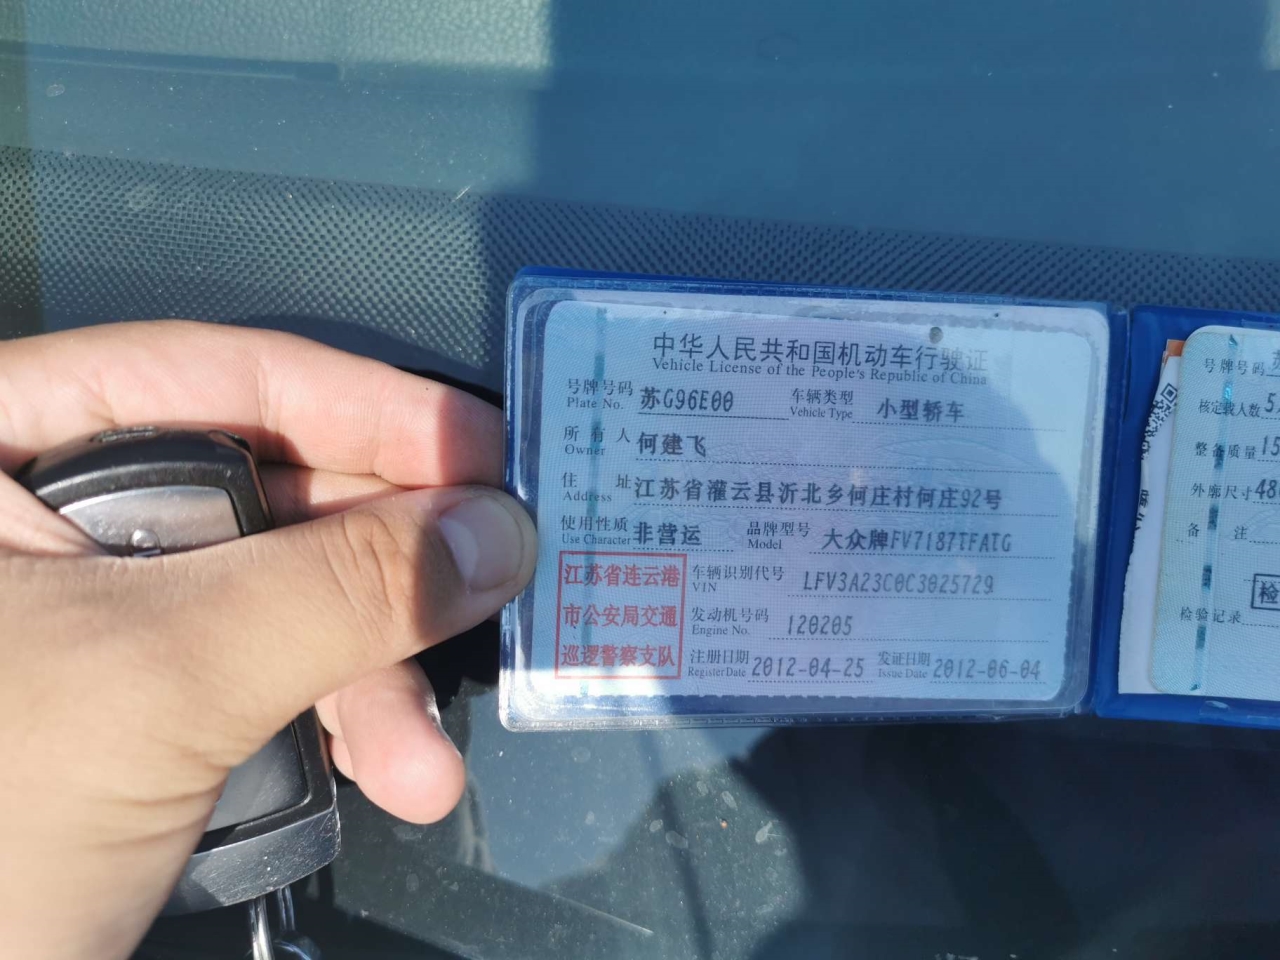 中华人民共和国机动车行驶证
Vehicle License of the People's Republic of China
号牌号码 苏G96E00 车辆类型 小型轿车
Plate No. Vehicle Type
所有人 何建飞
Owner
住址 江苏省灌云县沂北乡何庄村何庄92号
Address
使用性质 非营运 品牌型号 大众牌FV7187TFATG
Use Character Model
江苏省连云港
市公安局交通
巡逻警察支队
车辆识别代号 LFV3A23C0C3025729
VIN
发动机号码 120205
Engine No.
注册日期 2012-04-25 发证日期 2012-06-04
Register Date Issue Date
号牌号码
核定载人数 5
整备质量 15
外廓尺寸 48
备注
检验记录
检